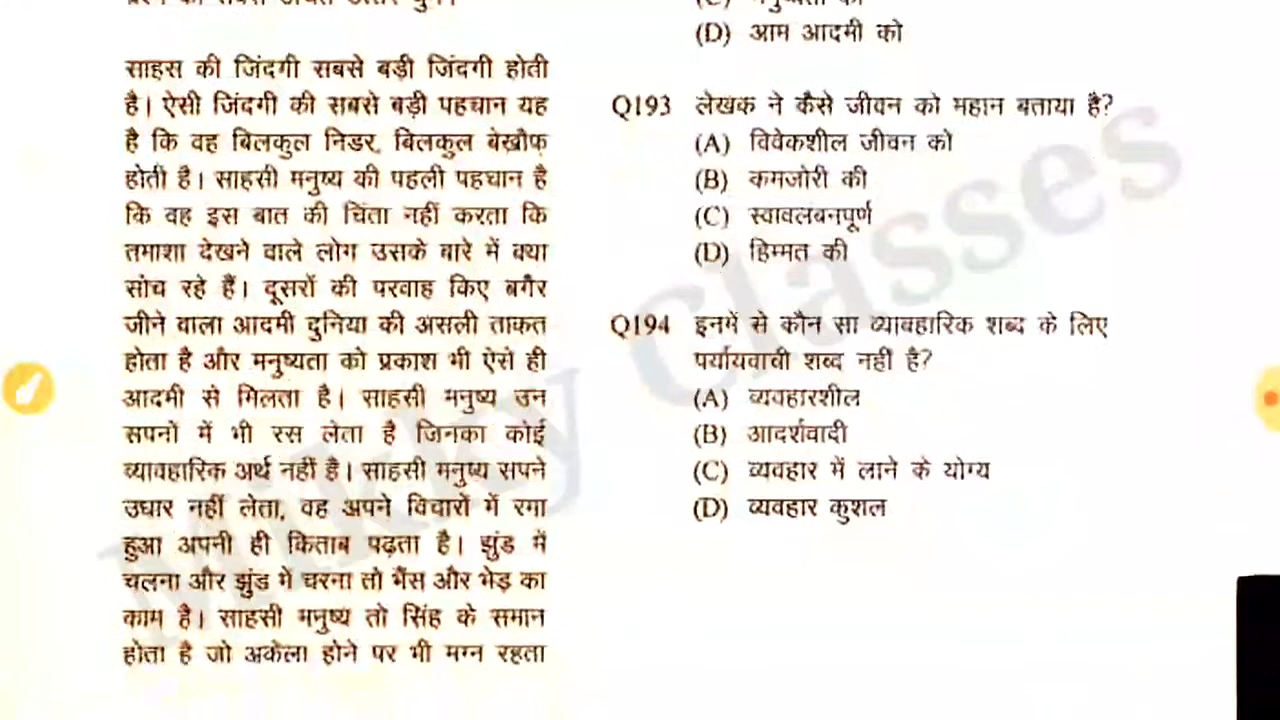 साहस की जिंदगी सबसे बड़ी जिंदगी होती
है। ऐसी जिंदगी की सबसे बड़ी पहचान यह
है कि वह बिलकुल निडर, बिलकुल बेख़ौफ़
होती है। साहसी मनुष्य की पहली पहचान है
कि वह इस बात की चिंता नहीं करता कि
तमाशा देखने वाले लोग उसके बारे में क्या
सोच रहे हैं। दूसरों की परवाह किए बगैर
जीने वाला आदमी दुनिया की असली ताकत
होता है और मनुष्यता को प्रकाश भी ऐसे ही
आदमी से मिलता है। साहसी मनुष्य उन
सपनों में भी रस लेता है जिनका कोई
व्यावहारिक अर्थ नहीं है। साहसी मनुष्य सपने
उधार नहीं लेता, वह अपने विचारों में रमा
हुआ अपनी ही किताब पढ़ता है। झुंड में
चलना और झुंड में चरना तो भैंस और भेड़ का
काम है। साहसी मनुष्य तो सिंह के समान
होता है जो अकेला होने पर भी मग्न रहता
(C) मनुष्यता को
(D) आम आदमी को
Q193 लेखक ने कैसे जीवन को महान बताया है?
(A) विवेकशील जीवन को
(B) कमजोरी की
(C) स्वावलंबनपूर्ण
(D) हिम्मत की
Q194 इनमें से कौन सा व्यावहारिक शब्द के लिए
पर्यायवाची शब्द नहीं है?
(A) व्यवहारशील
(B) आदर्शवादी
(C) व्यवहार में लाने के योग्य
(D) व्यवहार कुशल
Mikky Classes